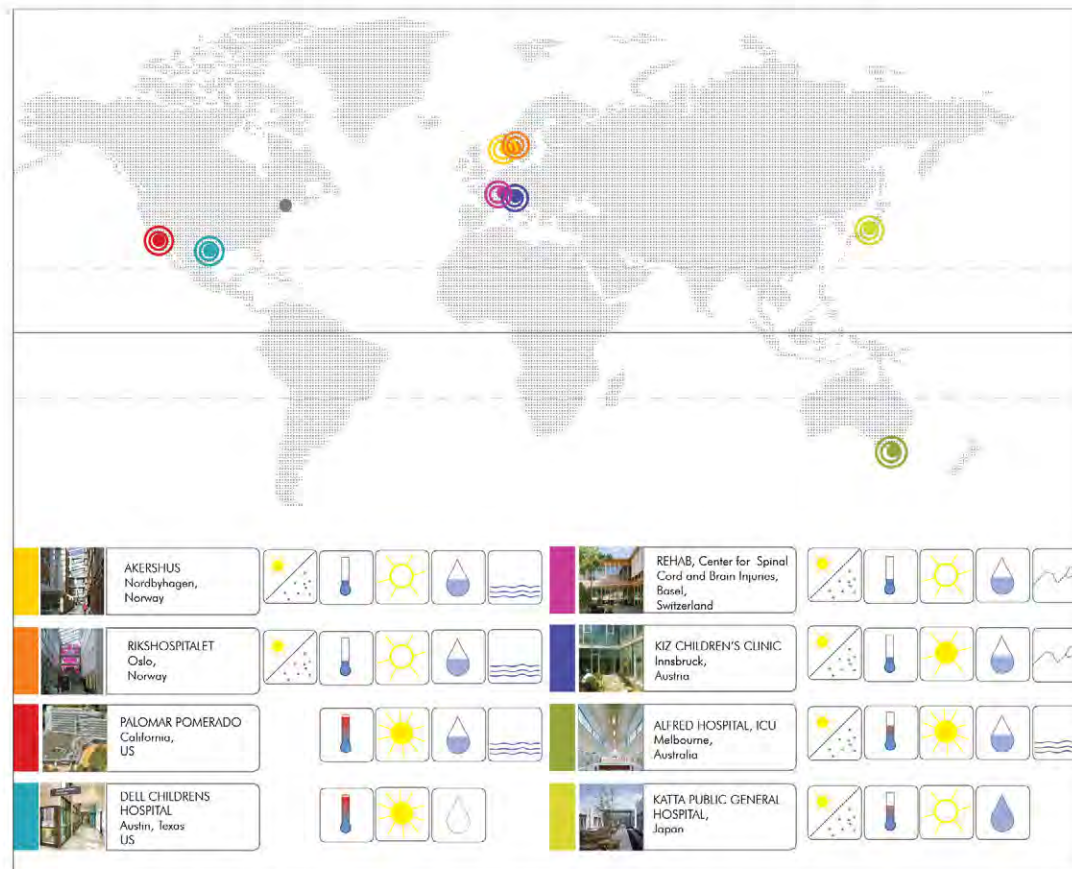 AKERSHUS
Nordbyhagen,
Norway
RIKSHOSPITALET
Oslo,
Norway
PALOMAR POMERADO
California,
US
DELL CHILDRENS
HOSPITAL
Austin, Texas
US
REHAB, Center for Spinal
Cord and Brain Injuries,
Basel,
Switzerland
KIZ CHILDREN'S CLINIC
Innsbruck,
Austria
ALFRED HOSPITAL, ICU
Melbourne,
Australia
KATTA PUBLIC GENERAL
HOSPITAL,
Japan